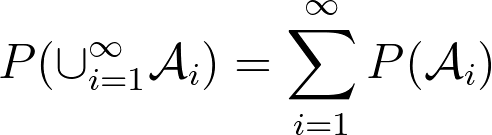 P(∪_{i=1}^{∞} 𝒜_i) = ∑_{i=1}^{∞} P(𝒜_i)